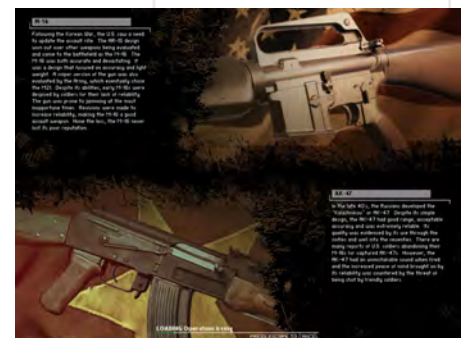 M-16
Following the Korean War, the U.S. saw a need
to update the assault rifle. The AR-15 design
won out over other weapons being evaluated
and came to the battlefield as the M-16. The
M-16 was both accurate and devastating. It
was a design that focused on accuracy and light
weight. A sniper version of the gun was also
evaluated by the Army, which eventually chose
the M21. Despite its abilities, early M-16s were
despised by soldiers for their lack of reliability.
The gun was prone to jamming at the most
inopportune times. Revisions were made to
increase reliability, making the M-16 a good
assault weapon. None the less, the M-16 never
lost its poor reputation.
AK-47
In the late 40's, the Russians developed the
"Kalashnikov" or AK-47. Despite its simple
design, the AK-47 had good range, acceptable
accuracy and was extremely reliable. Its
quality was evidenced by its use through the
sixties and well into the seventies. There are
many reports of U.S. soldiers abandoning their
M-16s for captured AK-47s. However, the
AK-47 had an unmistakable sound when fired
and the increased peace of mind brought on by
its reliability was countered by the threat of
being shot by friendly soldiers.
LOADING Operation
PRESS ESCAPE TO CANCEL